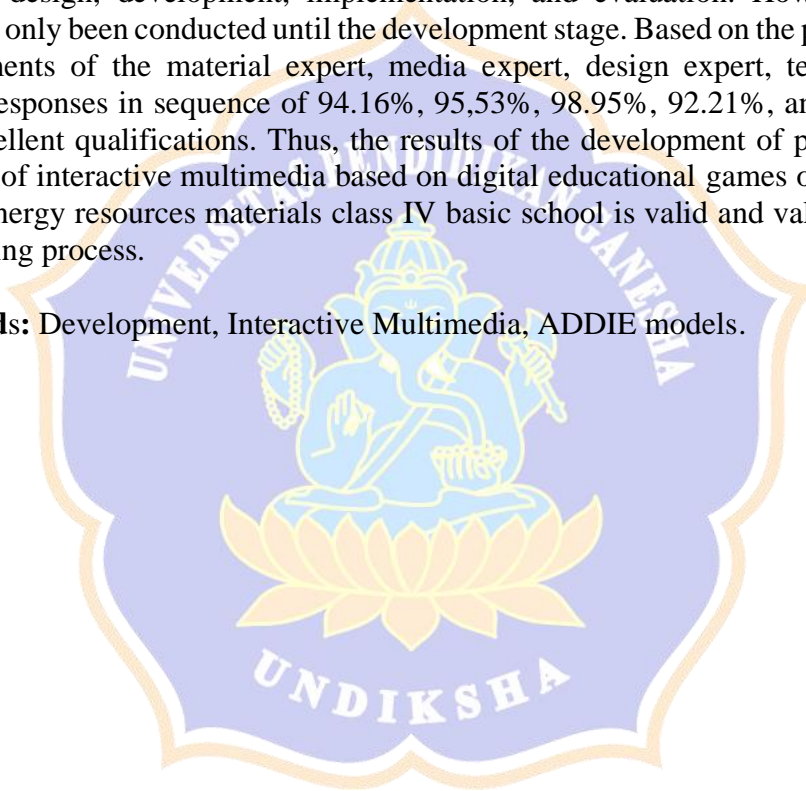 design, development, implementation, and evaluation.
only been conducted until the development stage. Based on the p
ments of the material expert, media expert, design expert, te
esponses in sequence of 94.16%, 95,53%, 98.95%, 92.21%, an
ellent qualifications. Thus, the results of the development of p
of interactive multimedia based on digital educational games o
nergy resources materials class IV basic school is valid and val
ing process.
ds: Development, Interactive Multimedia, ADDIE models.
UNIVERSITAS PENDIDIKAN GANESHA
UNDIKSHA